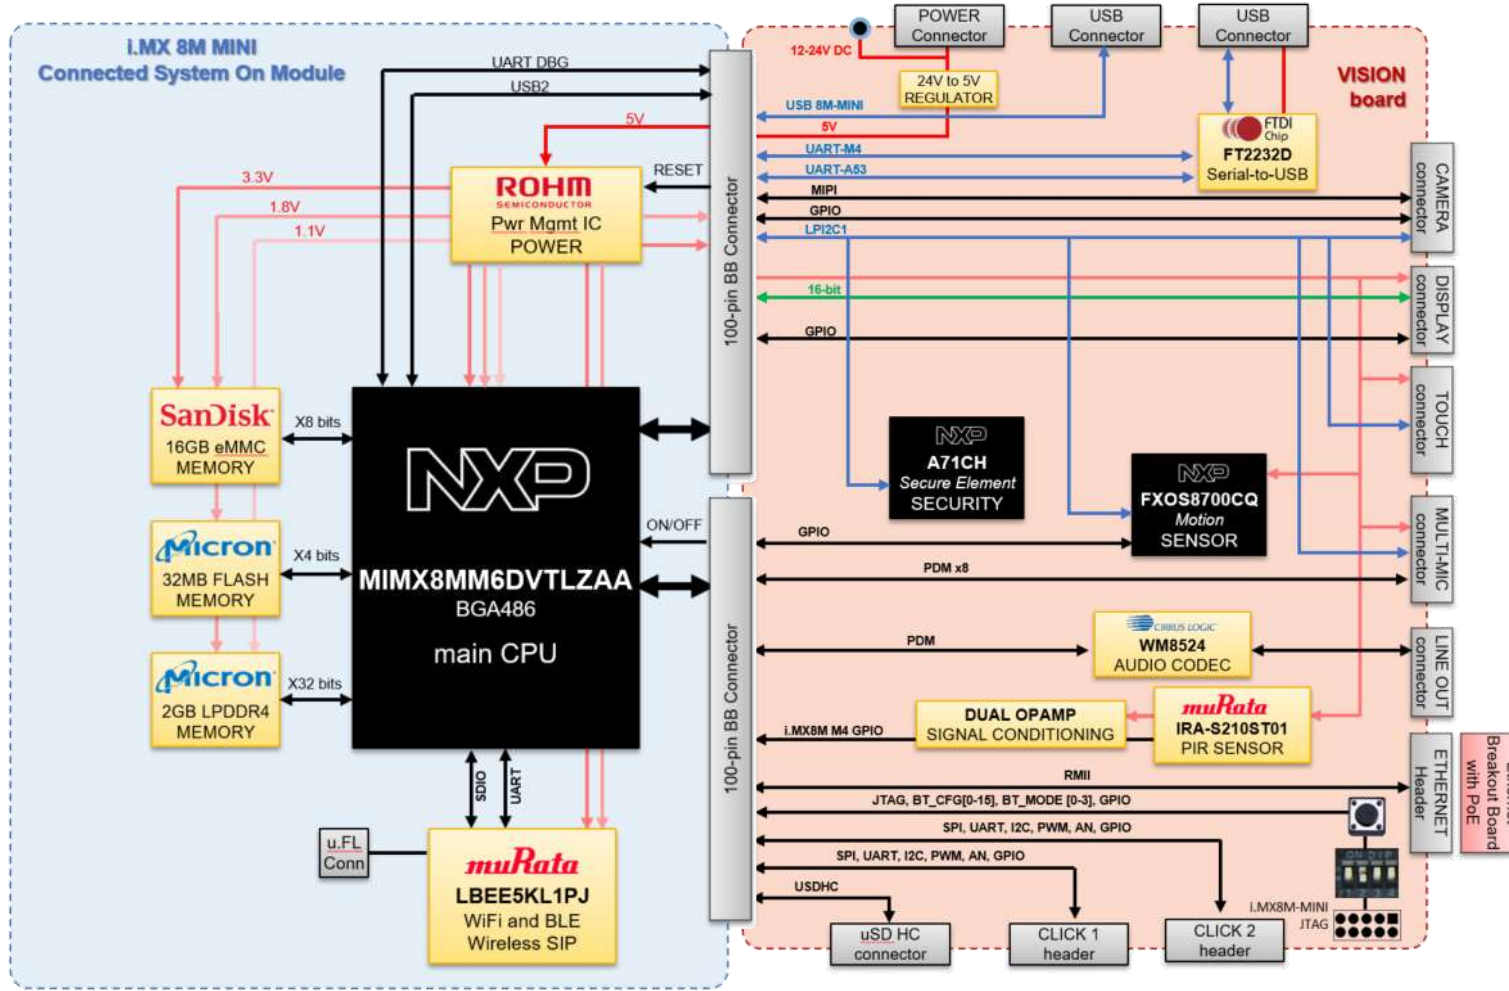 i.MX 8M MINI
Connected System On Module
UART DBG
USB2
5V
RESET
3.3V
1.8V
1.1V
ROHM
SEMICONDUCTOR
Pwr Mgmt IC
POWER
SanDisk
16GB eMMC
MEMORY
X8 bits
Micron
32MB FLASH
MEMORY
X4 bits
Micron
2GB LPDDR4
MEMORY
X32 bits
NXP
MIMX8MM6DVTLZAA
BGA486
main CPU
ON/OFF
SDIO
UART
u.FL
Conn
muRata
LBEE5KL1PJ
WiFi and BLE
Wireless SIP
100-pin BB Connector
100-pin BB Connector
VISION
board
12-24V DC
POWER
Connector
24V to 5V
REGULATOR
USB
Connector
USB
Connector
USB 8M-MINI
5V
UART-M4
UART-A53
FTDI
Chip
FT2232D
Serial-to-USB
MIPI
GPIO
LPI2C1
16-bit
GPIO
CAMERA
connector
DISPLAY
connector
TOUCH
connector
MULTI-MIC
connector
LINE OUT
connector
ETHERNET
Header
Breakout Board
with PoE
NXP
A71CH
Secure Element
SECURITY
NXP
FXOS8700CQ
Motion
SENSOR
GPIO
PDM x8
PDM
CIRRUS LOGIC
WM8524
AUDIO CODEC
DUAL OPAMP
SIGNAL CONDITIONING
muRata
IRA-S210ST01
PIR SENSOR
i.MX8M M4 GPIO
RMII
JTAG, BT_CFG[0-15], BT_MODE [0-3], GPIO
SPI, UART, I2C, PWM, AN, GPIO
SPI, UART, I2C, PWM, AN, GPIO
USDHC
uSD HC
connector
CLICK 1
header
CLICK 2
header
i.MX8M-MINI
JTAG